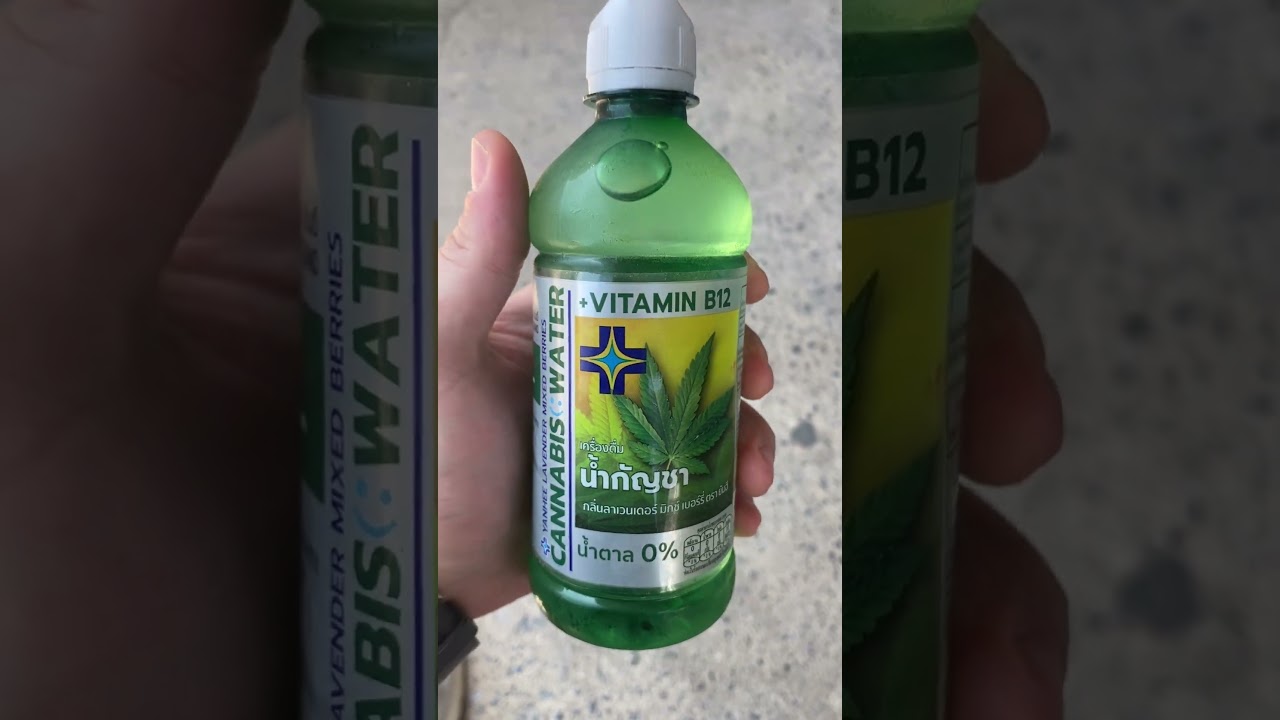 +VITAMIN B12
YANHEE LAVENDER MIXED BERRIES
CANNABIS WATER
เครื่องดื่ม
น้ำกัญชา
กลิ่นลาเวนเดอร์ มิกซ์ เบอร์รี่ ตรา ยันฮี
น้ำตาล 0%